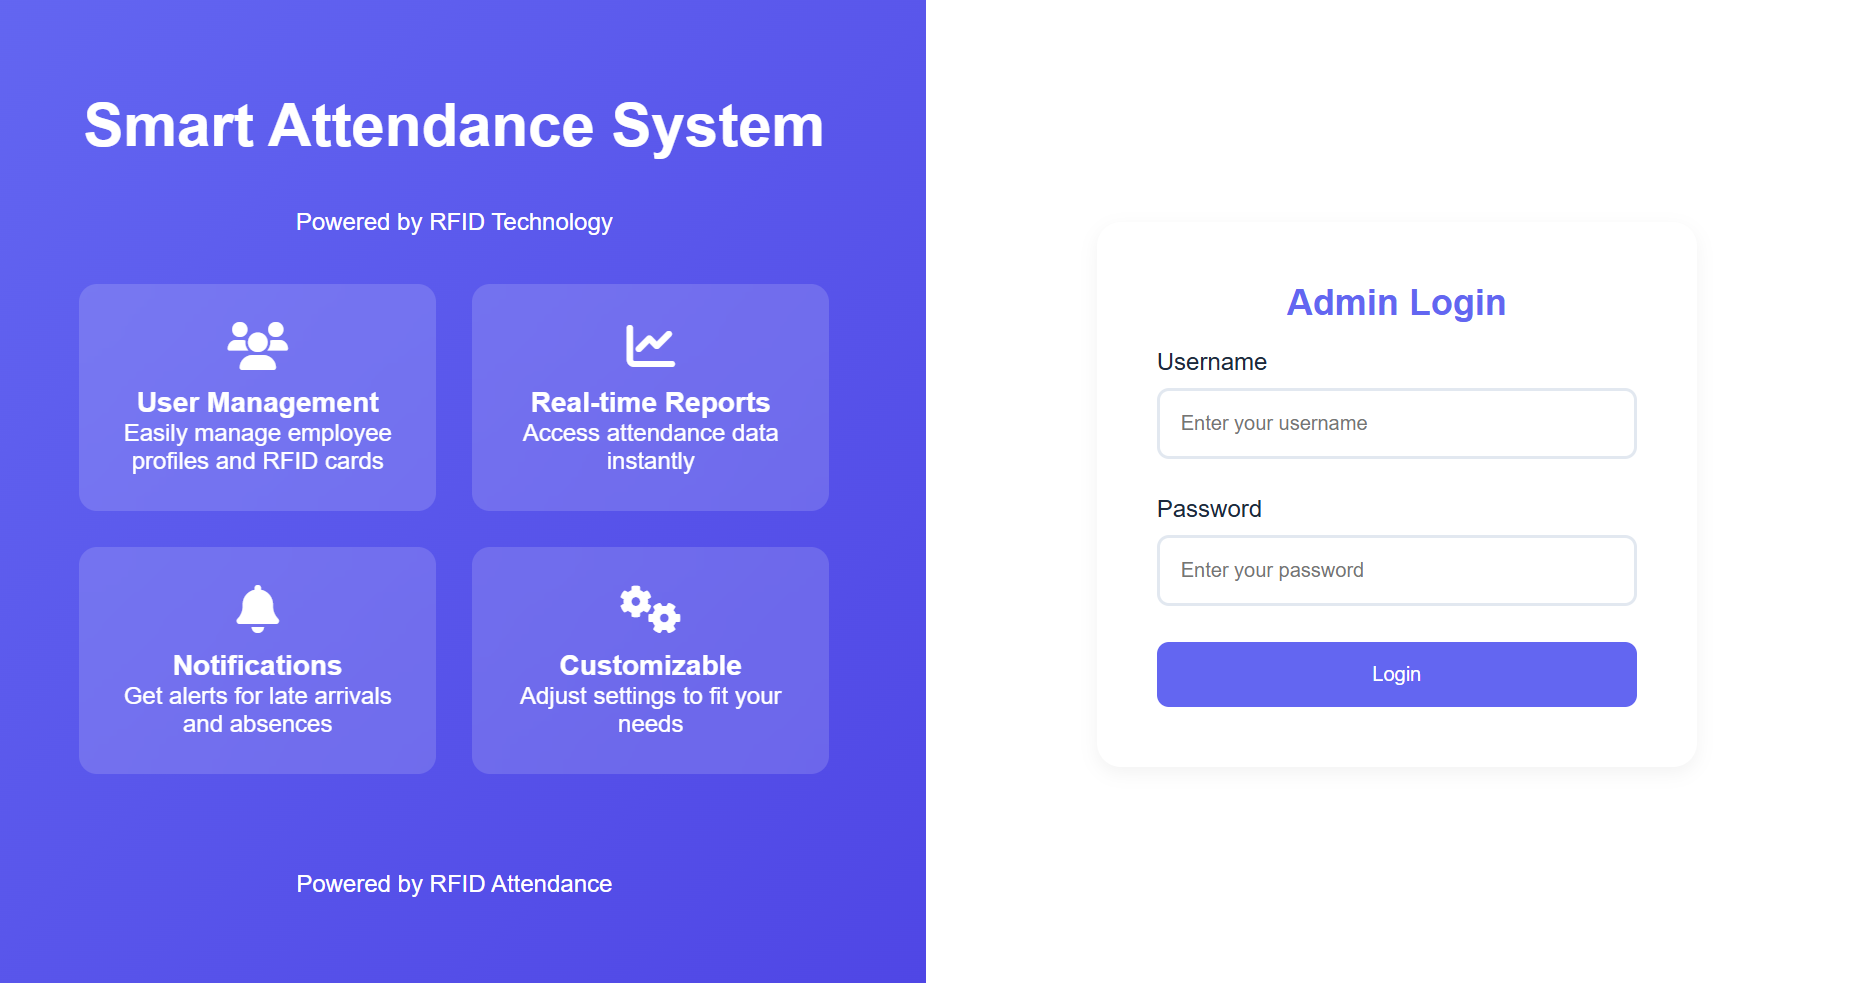 Smart Attendance System
Powered by RFID Technology
User Management
Easily manage employee
profiles and RFID cards
Real-time Reports
Access attendance data
instantly
Notifications
Get alerts for late arrivals
and absences
Customizable
Adjust settings to fit your
needs
Powered by RFID Attendance
Admin Login
Username
Enter your username
Password
Enter your password
Login